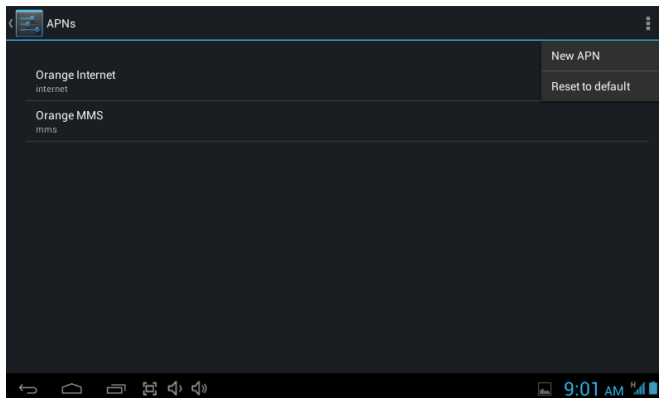 APNs
New APN
Reset to default
Orange Internet
internet
Orange MMS
mms
9:01 AM H